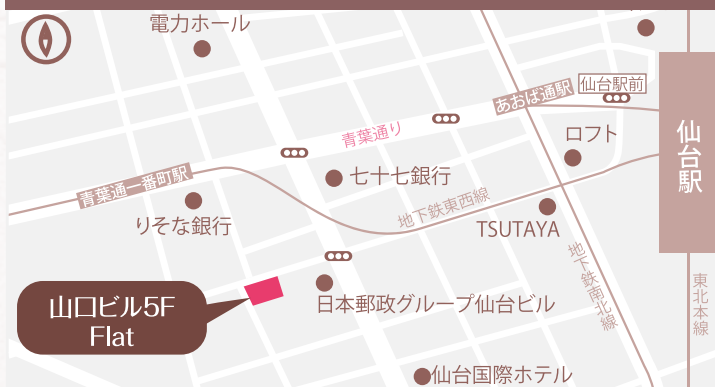 電力ホール
仙台駅前
あおば通駅
青葉通り
ロフト
仙台駅
七十七銀行
青葉通一番町駅
りそな銀行
地下鉄東西線
TSUTAYA
地下鉄南北線
東北本線
山口ビル5F
Flat
日本郵政グループ仙台ビル
仙台国際ホテル